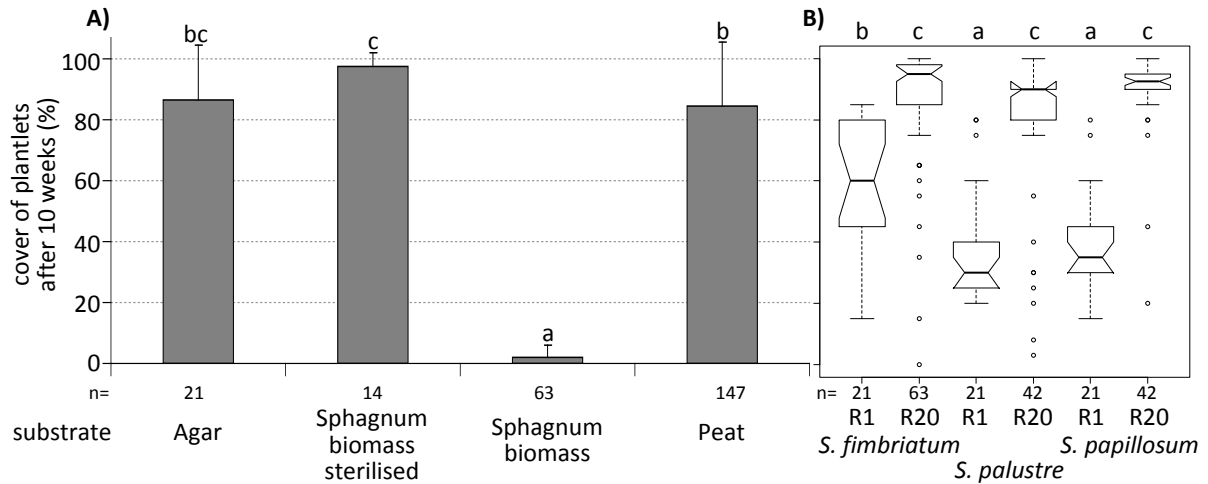 A)
bc
c
a
b
100
80
60
40
20
0
cover of plantlets
after 10 weeks (%)
n= 21 14 63 147
substrate
Agar
Sphagnum
biomass
sterilised
Sphagnum
biomass
Peat
B)
b c a c a c
n= 21 63 21 42 21 42
R1 R20 R1 R20 R1 R20
S. fimbriatum
S. palustre
S. papillosum